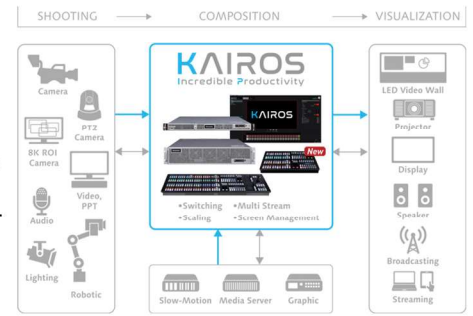 SHOOTING
COMPOSITION
VISUALIZATION
Camera
PTZ
Camera
8K ROI
Camera
Video,
PPT
Audio
Lighting
Robotic
KAIROS
Incredible Productivity
KAIROS
New
•Switching •Multi Stream
•Scaling •Screen Management
Slow-Motion Media Server Graphic
LED Video Wall
Projector
Display
Speaker
Broadcasting
Streaming